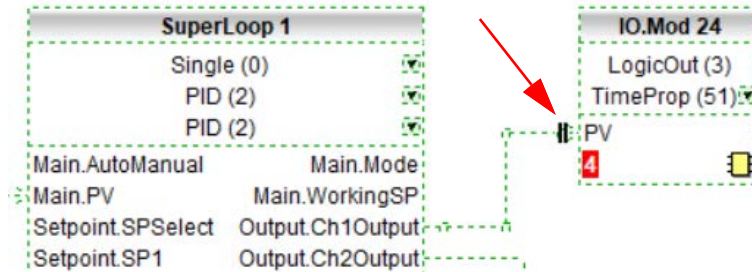 SuperLoop 1
Single (0)
PID (2)
PID (2)
Main.AutoManual Main.Mode
Main.PV Main.WorkingSP
Setpoint.SPSelect Output.Ch1Output
Setpoint.SP1 Output.Ch2Output
IO.Mod 24
LogicOut (3)
TimeProp (51)
PV
4